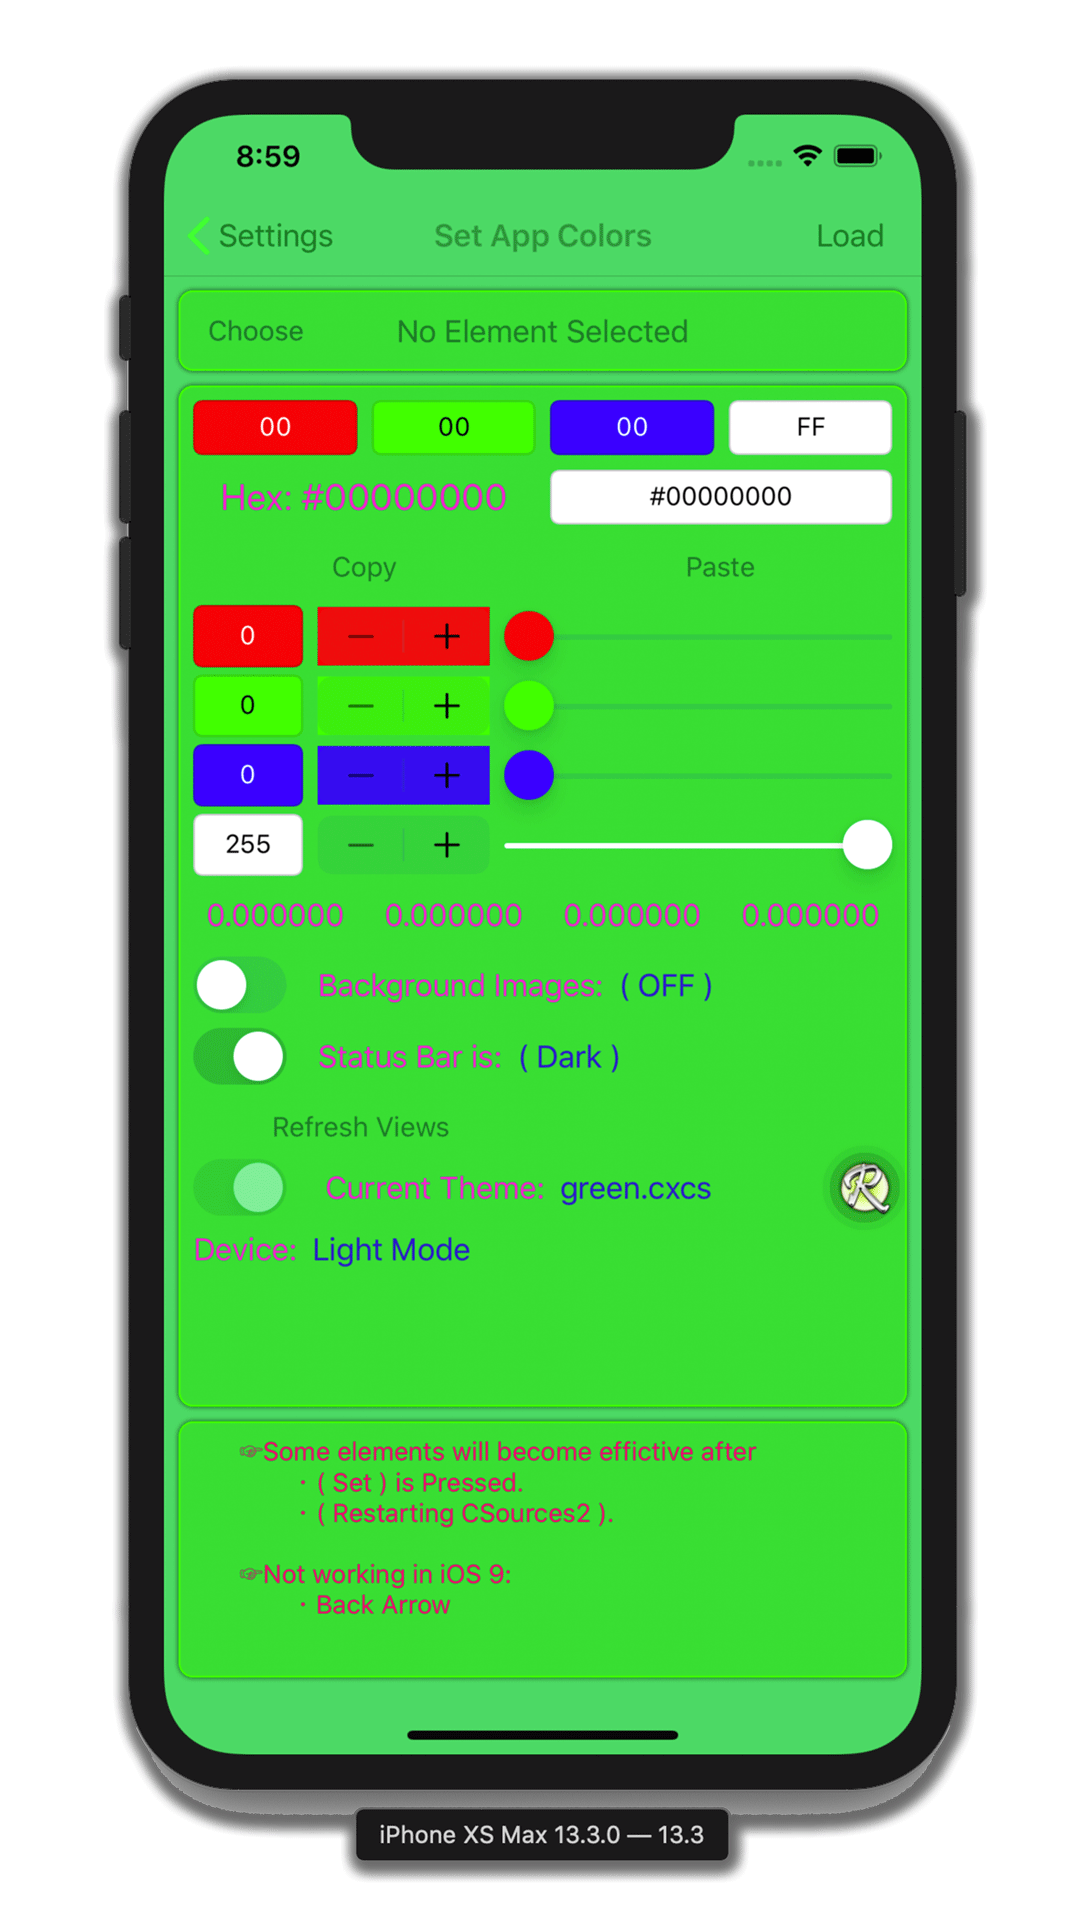 8:59
Settings
Set App Colors
Load
Choose
No Element Selected
00
00
00
FF
Hex: #00000000
#00000000
Copy
Paste
0
0
0
255
0.000000 0.000000 0.000000 0.000000
Background Images: ( OFF )
Status Bar is: ( Dark )
Refresh Views
Current Theme: green.cxcs
R
Device: Light Mode
☞Some elements will become effictive after
· ( Set ) is Pressed.
· ( Restarting CSources2 ).
☞Not working in iOS 9:
· Back Arrow
iPhone XS Max 13.3.0 — 13.3